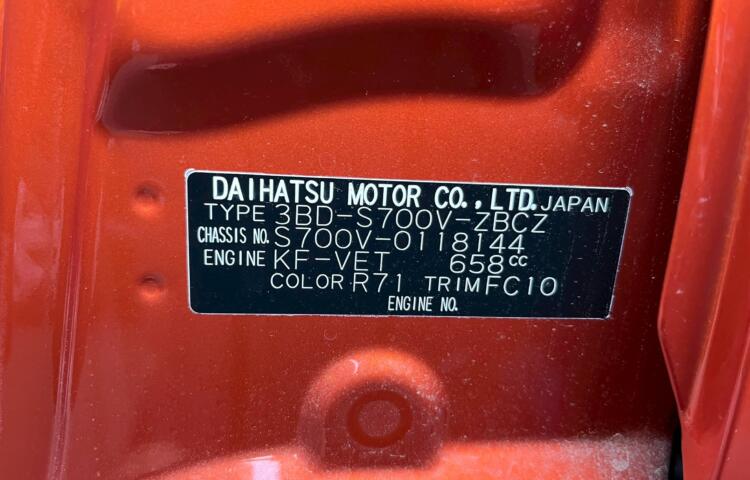 DAIHATSU MOTOR CO., LTD. JAPAN
TYPE 3BD-S700V-ZBCZ
CHASSIS NO. S700V-0118144
ENGINE KF-VET 658cc
COLOR R71 TRIM FC10
ENGINE NO.